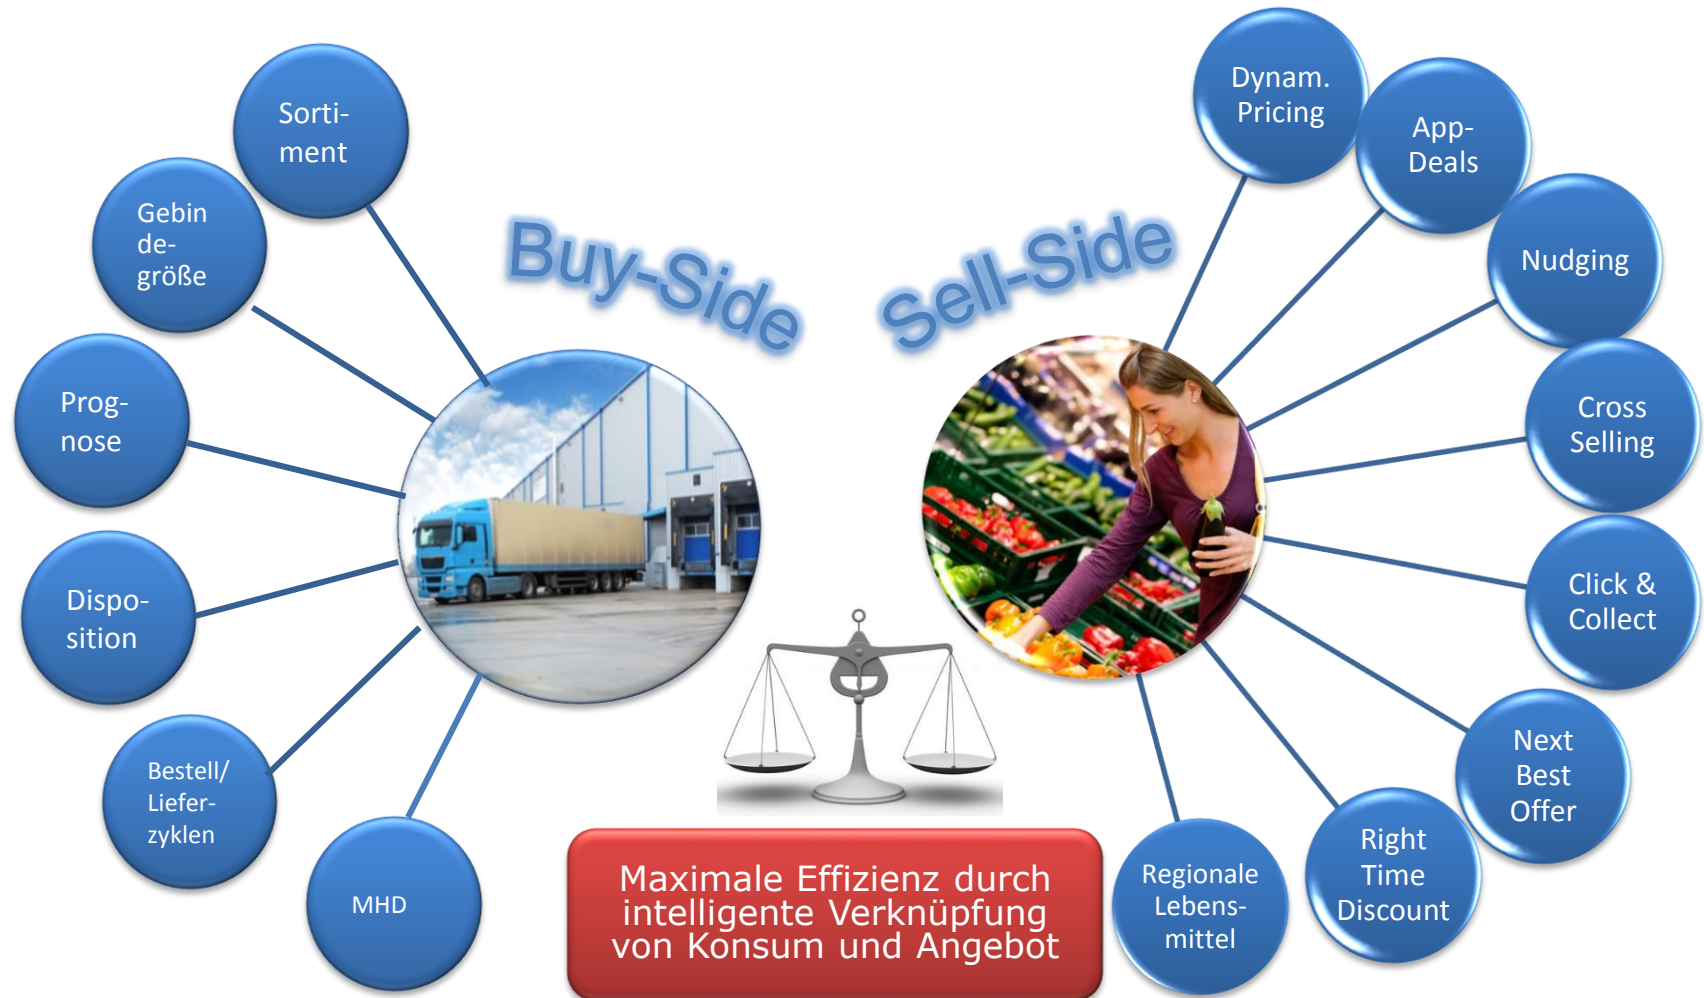 Buy-Side
Sorti-
ment
Gebin
de-
größe
Prog-
nose
Dispo-
sition
Bestell/
Liefer-
zyklen
MHD
Sell-Side
Dynam.
Pricing
App-
Deals
Nudging
Cross
Selling
Click &
Collect
Next
Best
Offer
Right
Time
Discount
Regionale
Lebens-
mittel
Maximale Effizienz durch
intelligente Verknüpfung
von Konsum und Angebot